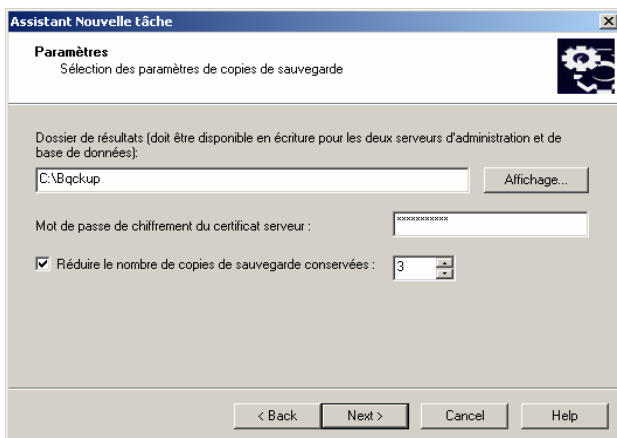 Assistant Nouvelle tâche
Paramètres
Sélection des paramètres de copies de sauvegarde
Dossier de résultats (doit être disponible en écriture pour les deux serveurs d'administration et de
base de données):
C:\Bqckup
Affichage...
Mot de passe de chiffrement du certificat serveur :
***********
Réduire le nombre de copies de sauvegarde conservées :
3
< Back
Next >
Cancel
Help